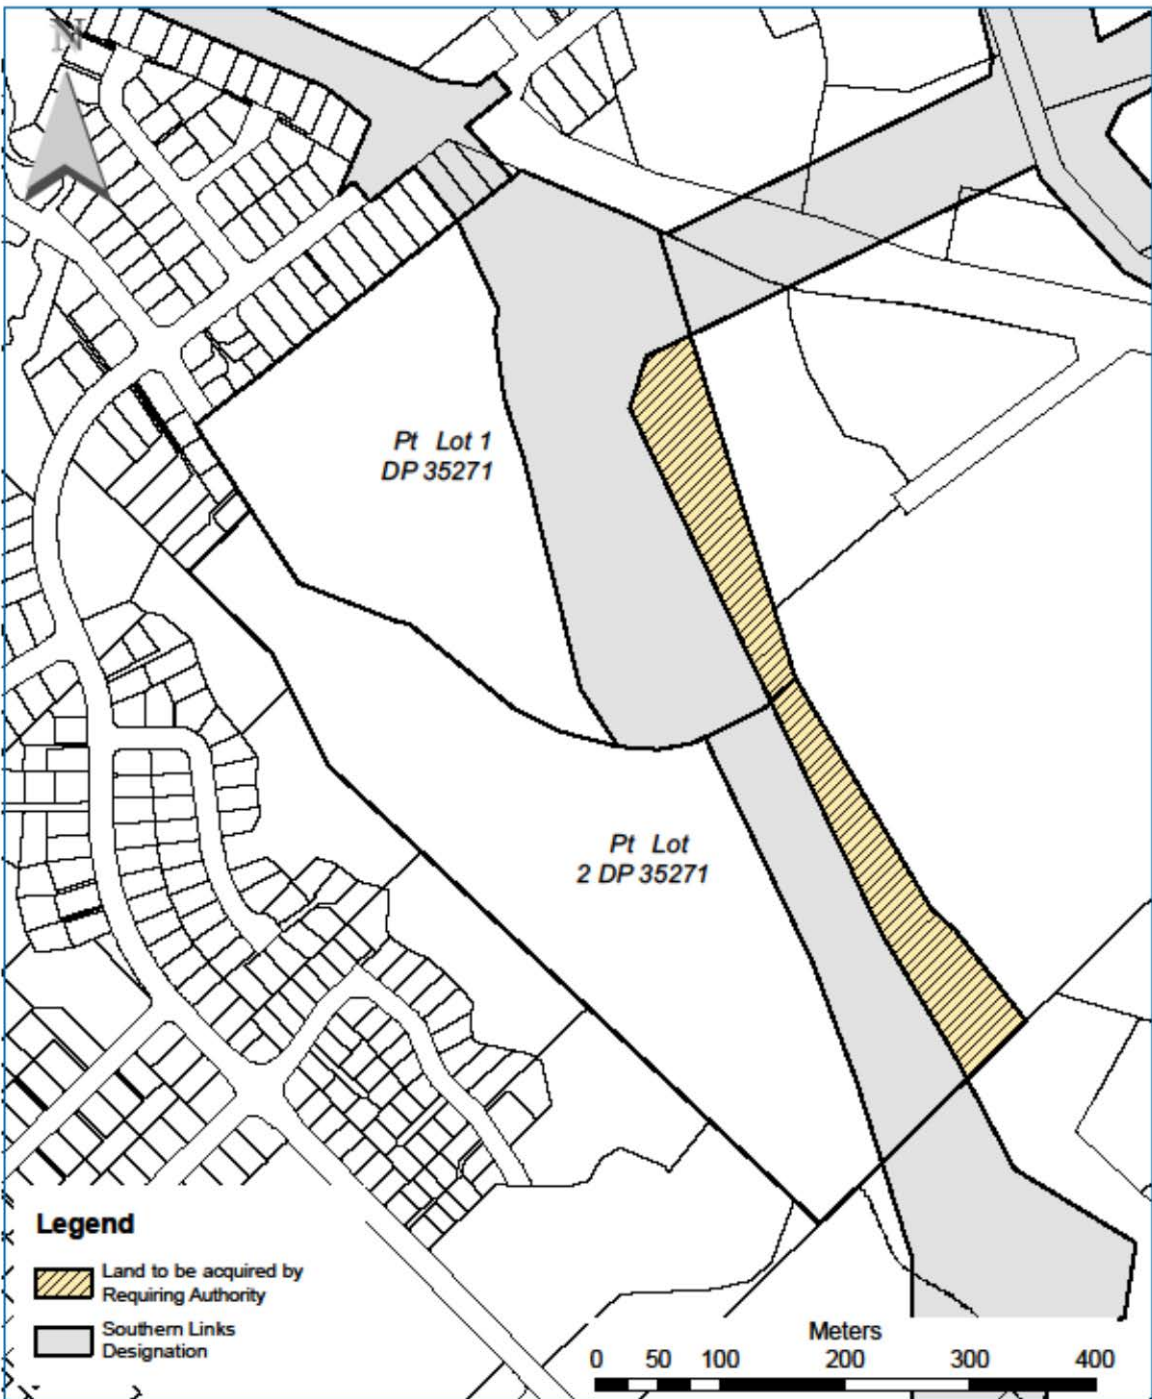 N
Pt Lot 1
DP 35271
Pt Lot
2 DP 35271
Legend
Land to be acquired by
Requiring Authority
Southern Links
Designation
Meters
0 50 100 200 300 400